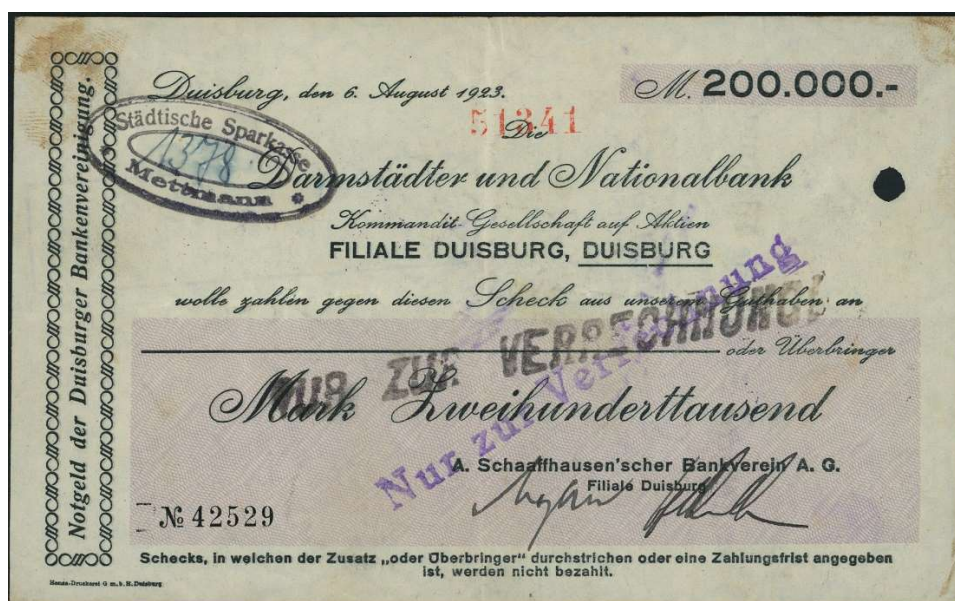 Notgeld der Duisburger Bankenvereinigung.
Duisburg, den 6. August 1923.
M. 200.000.-
51341
Städtische Sparkasse
1378
Mettmann
Die
Darmstädter und Nationalbank
Kommandit-Gesellschaft auf Aktien
FILIALE DUISBURG, DUISBURG
wolle zahlen gegen diesen Scheck aus unserem Guthaben an
oder Überbringer
NUR ZUR VERRECHNUNG!
Nur zur Verrechnung
Mark Zweihunderttausend
A. Schaaffhausen'scher Bankverein A. G.
Filiale Duisburg
№ 42529
Schecks, in welchen der Zusatz „oder Überbringer" durchstrichen oder eine Zahlungsfrist angegeben
ist, werden nicht bezahlt.
Hansa-Druckerei G. m. b. H. Duisburg